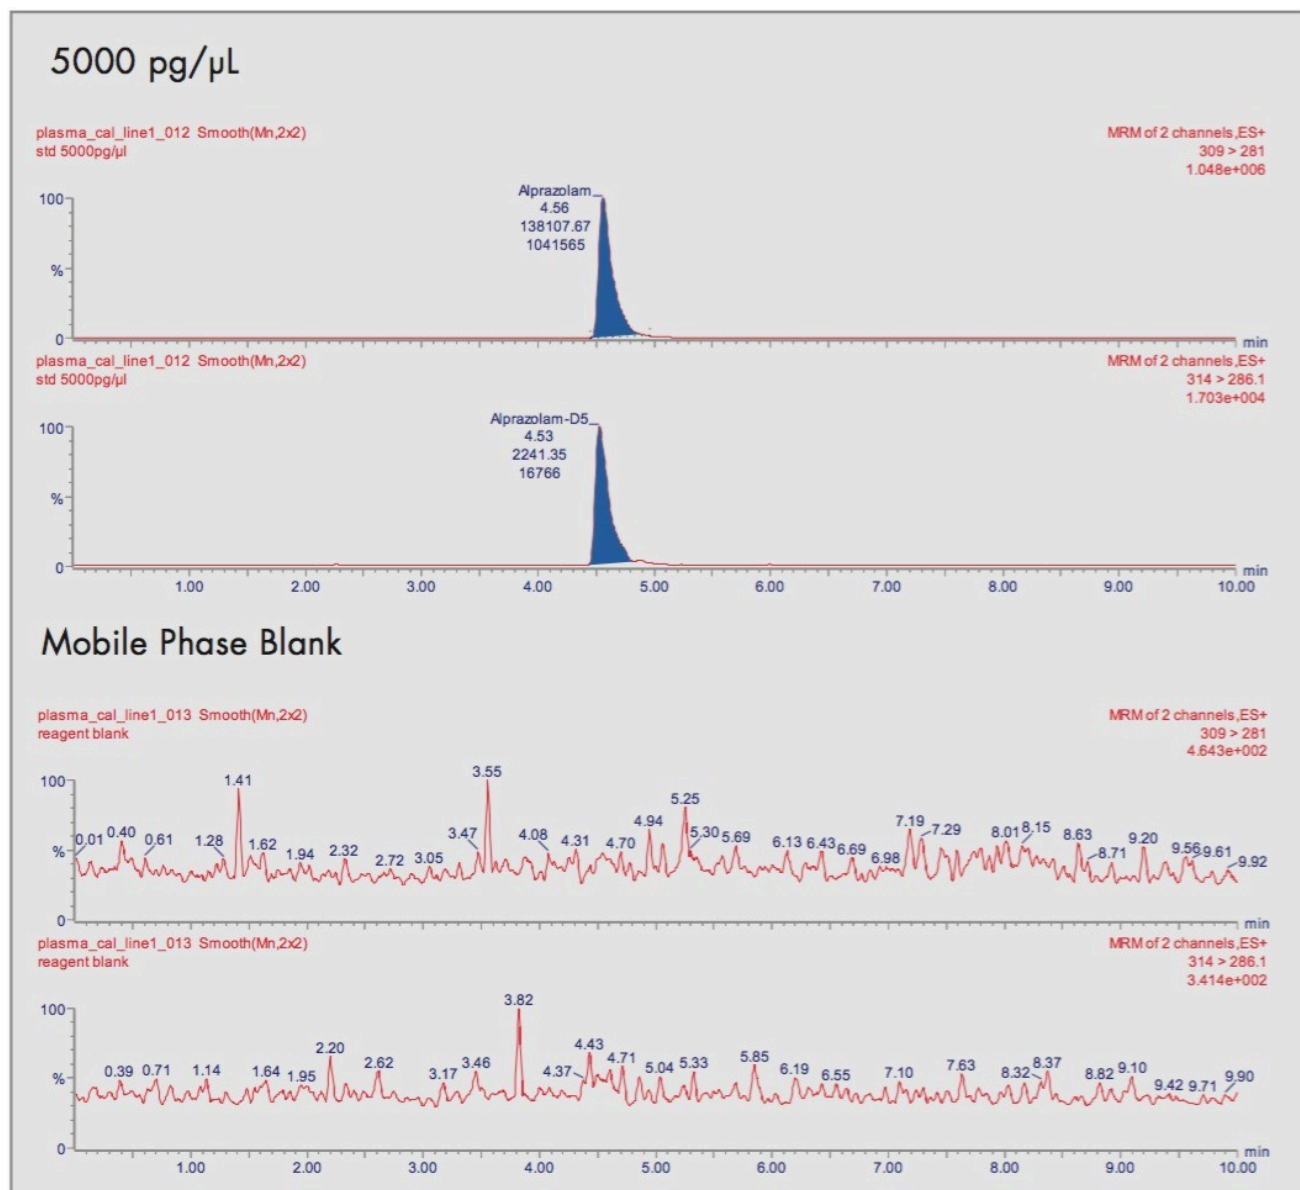 5000 pg/µL
plasma_cal_line1_012 Smooth(Mn,2x2)
std 5000pg/µl
MRM of 2 channels,ES+
309 > 281
1.048e+006
Alprazolam
4.56
138107.67
1041565
100
%
0
min
plasma_cal_line1_012 Smooth(Mn,2x2)
std 5000pg/µl
MRM of 2 channels,ES+
314 > 286.1
1.703e+004
Alprazolam-D5
4.53
2241.35
16766
100
%
0
min
1.00 2.00 3.00 4.00 5.00 6.00 7.00 8.00 9.00 10.00
Mobile Phase Blank
plasma_cal_line1_013 Smooth(Mn,2x2)
reagent blank
MRM of 2 channels,ES+
309 > 281
4.643e+002
100
%
0
0.01 0.40 0.61 1.28 1.41 1.62 1.94 2.32 2.72 3.05 3.47 3.55 4.08 4.31 4.70 4.94 5.25 5.30 5.69 6.13 6.43 6.69 6.98 7.19 7.29 8.01 8.15 8.63 8.71 9.20 9.56 9.61 9.92
min
plasma_cal_line1_013 Smooth(Mn,2x2)
reagent blank
MRM of 2 channels,ES+
314 > 286.1
3.414e+002
100
%
0
0.39 0.71 1.14 1.64 1.95 2.20 2.62 3.17 3.46 3.82 4.37 4.43 4.71 5.04 5.33 5.85 6.19 6.55 7.10 7.63 8.32 8.37 8.82 9.10 9.42 9.71 9.90
min
1.00 2.00 3.00 4.00 5.00 6.00 7.00 8.00 9.00 10.00